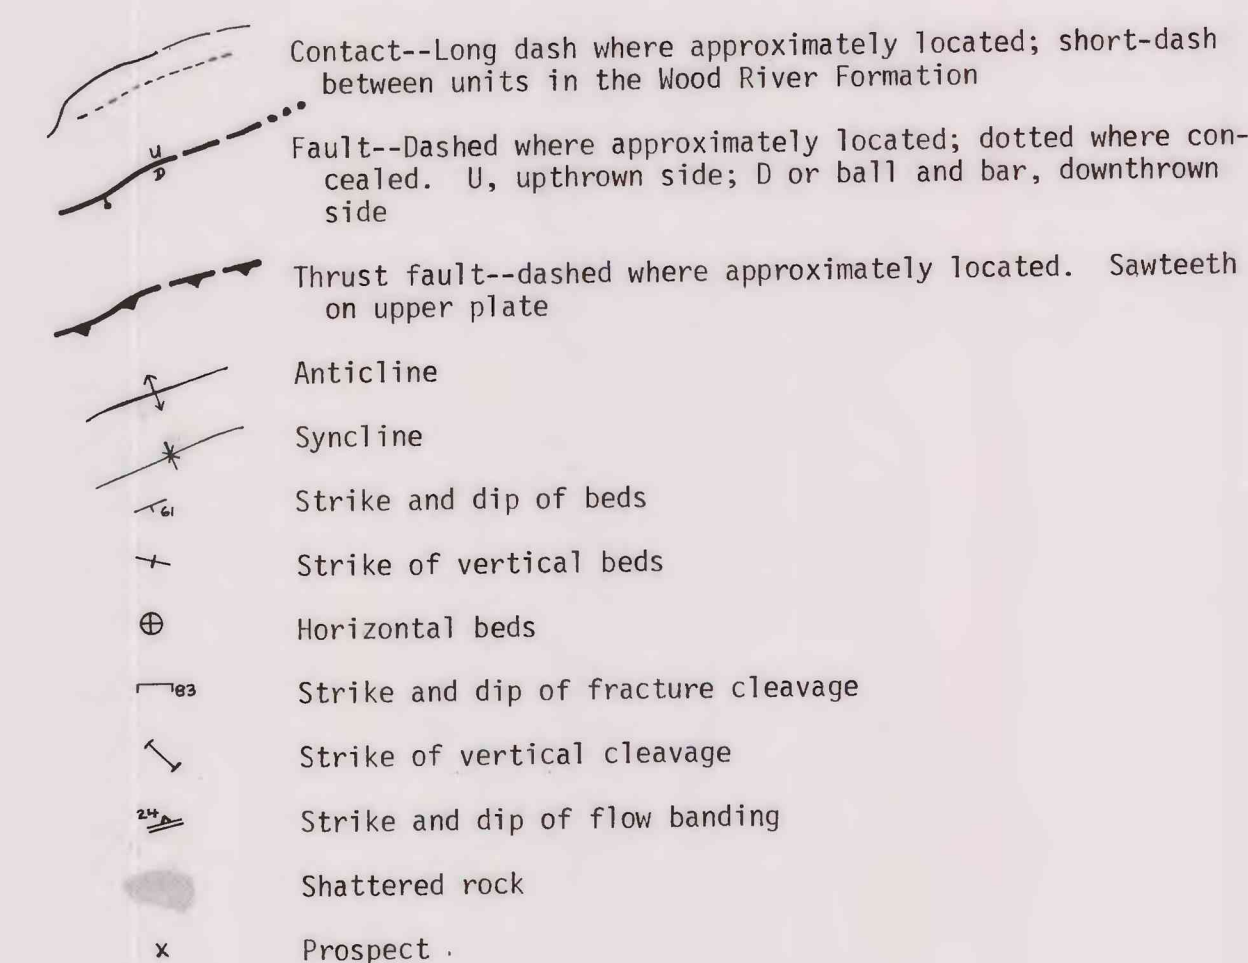 Contact--Long dash where approximately located; short-dash
between units in the Wood River Formation
U
D
Fault--Dashed where approximately located; dotted where con-
cealed. U, upthrown side; D or ball and bar, downthrown
side
Thrust fault--dashed where approximately located. Sawteeth
on upper plate
Anticline
Syncline
61 Strike and dip of beds
Strike of vertical beds
Horizontal beds
83 Strike and dip of fracture cleavage
Strike of vertical cleavage
24 Strike and dip of flow banding
Shattered rock
x Prospect .